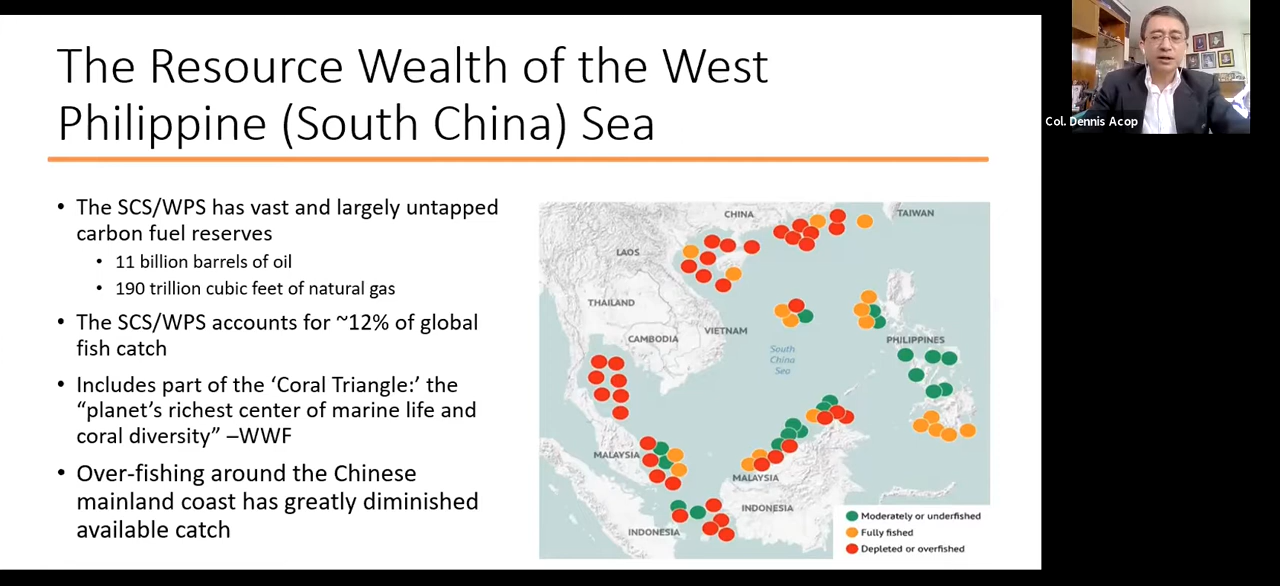 The Resource Wealth of the West
Philippine (South China) Sea
• The SCS/WPS has vast and largely untapped
carbon fuel reserves
• 11 billion barrels of oil
• 190 trillion cubic feet of natural gas
• The SCS/WPS accounts for ~12% of global
fish catch
• Includes part of the ‘Coral Triangle:’ the
“planet’s richest center of marine life and
coral diversity” –WWF
• Over-fishing around the Chinese
mainland coast has greatly diminished
available catch
CHINA
TAIWAN
LAOS
THAILAND
VIETNAM
CAMBODIA
PHILIPPINES
South
China
Sea
MALAYSIA
MALAYSIA
INDONESIA
INDONESIA
Moderately or underfished
Fully fished
Depleted or overfished
Col. Dennis Acop